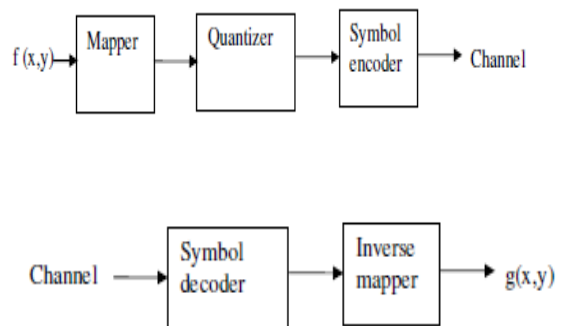 f (x,y)
Mapper
Quantizer
Symbol
encoder
Channel
Channel
Symbol
decoder
Inverse
mapper
g(x,y)